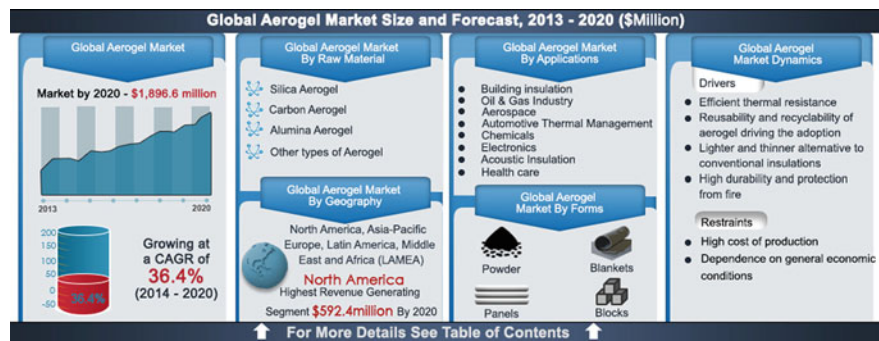 Global Aerogel Market Size and Forecast, 2013 - 2020 ($Million)
Global Aerogel Market
Market by 2020 - $1,896.6 million
2013
2020
200
150
100
50
0
-50
36.4%
Growing at
a CAGR of
36.4%
(2014 - 2020)
Global Aerogel Market
By Raw Material
Silica Aerogel
Carbon Aerogel
Alumina Aerogel
Other types of Aerogel
Global Aerogel Market
By Geography
North America, Asia-Pacific
Europe, Latin America, Middle
East and Africa (LAMEA)
North America
Highest Revenue Generating
Segment $592.4million By 2020
Global Aerogel Market
By Applications
Building insulation
Oil & Gas Industry
Aerospace
Automotive Thermal Management
Chemicals
Electronics
Acoustic Insulation
Health care
Global Aerogel
Market By Forms
Powder
Blankets
Panels
Blocks
Global Aerogel
Market Dynamics
Drivers
Efficient thermal resistance
Reusability and recyclability of
aerogel driving the adoption
Lighter and thinner alternative to
conventional insulations
High durability and protection
from fire
Restraints
High cost of production
Dependence on general economic
conditions
For More Details See Table of Contents